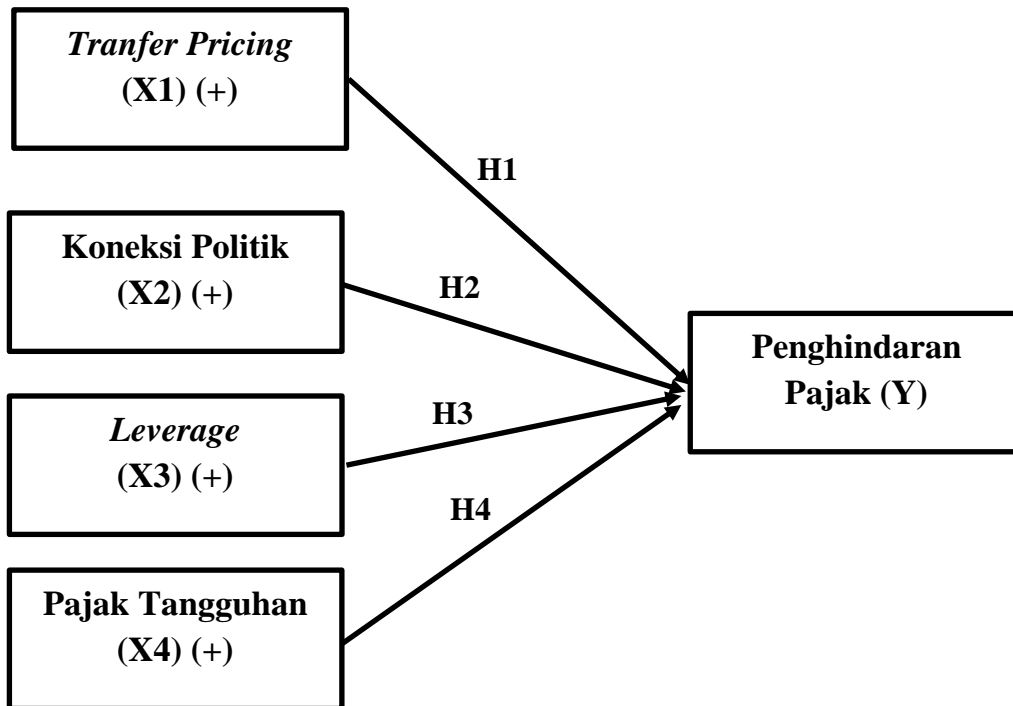 Tranfer Pricing
(X1) (+)
H1
Koneksi Politik
(X2) (+)
H2
Penghindaran
Pajak (Y)
Leverage
(X3) (+)
H3
H4
Pajak Tangguhan
(X4) (+)